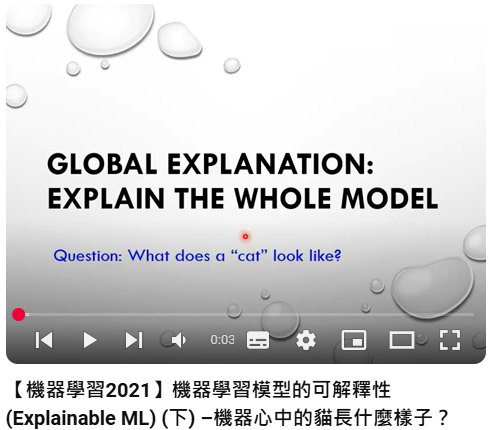 GLOBAL EXPLANATION:
EXPLAIN THE WHOLE MODEL
Question: What does a “cat” look like?
0:03
【機器學習2021】機器學習模型的可解釋性
(Explainable ML) (下) –機器心中的貓長什麼樣子？